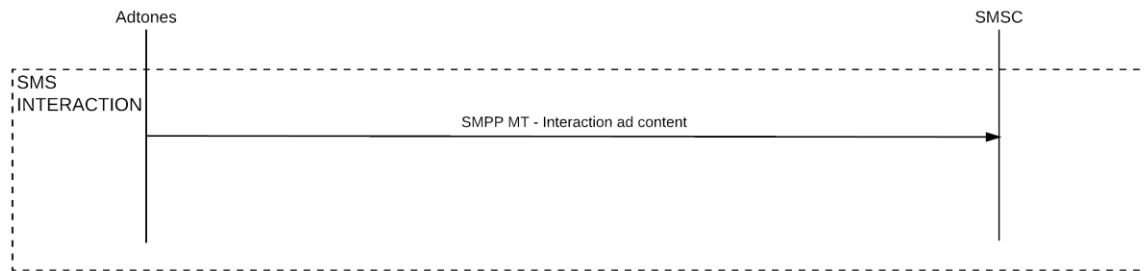 Adtones
SMSC
SMS
INTERACTION
SMPP MT - Interaction ad content